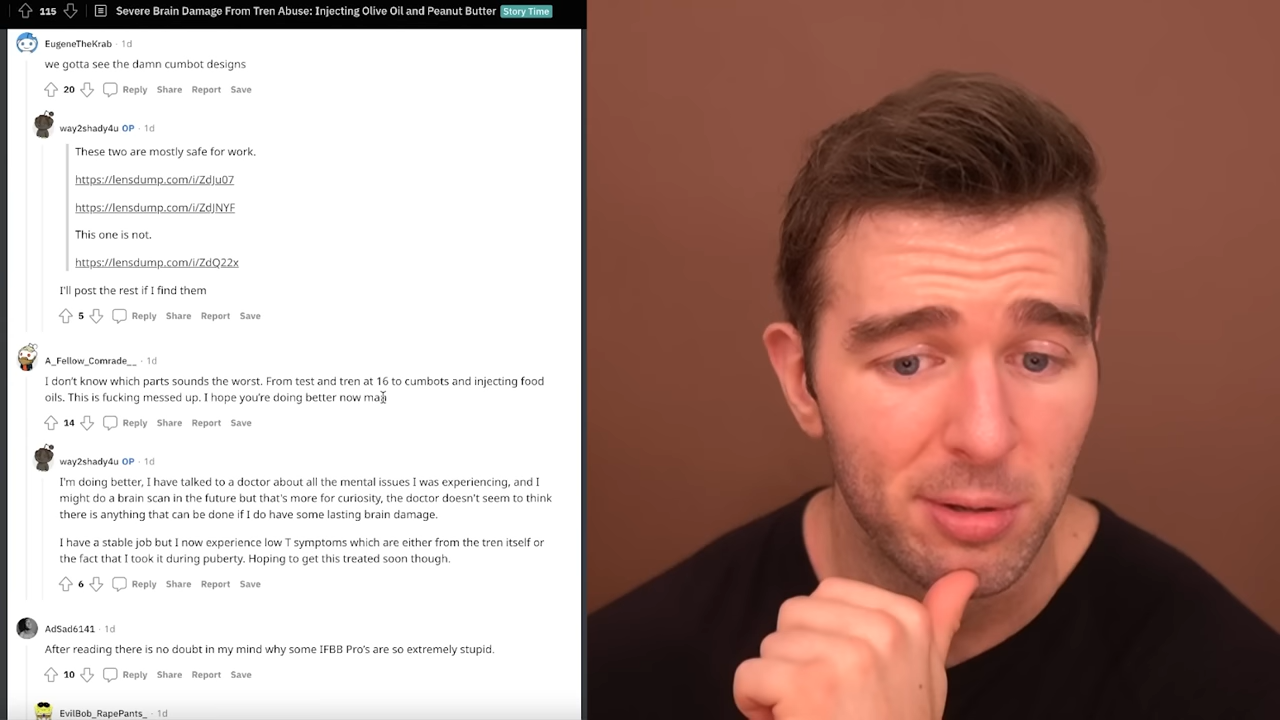 115 Severe Brain Damage From Tren Abuse: Injecting Olive Oil and Peanut Butter Story Time
EugeneTheKrab · 1d
we gotta see the damn cumbot designs
20 Reply Share Report Save
way2shady4u OP · 1d
These two are mostly safe for work.
https://lensdump.com/i/ZdJu07
https://lensdump.com/i/ZdJNYF
This one is not.
https://lensdump.com/i/ZdQ22x
I'll post the rest if I find them
5 Reply Share Report Save
A_Fellow_Comrade__ · 1d
I don't know which parts sounds the worst. From test and tren at 16 to cumbots and injecting food
oils. This is fucking messed up. I hope you're doing better now man
14 Reply Share Report Save
way2shady4u OP · 1d
I'm doing better, I have talked to a doctor about all the mental issues I was experiencing, and I
might do a brain scan in the future but that's more for curiosity, the doctor doesn't seem to think
there is anything that can be done if I do have some lasting brain damage.
I have a stable job but I now experience low T symptoms which are either from the tren itself or
the fact that I took it during puberty. Hoping to get this treated soon though.
6 Reply Share Report Save
AdSad6141 · 1d
After reading there is no doubt in my mind why some IFBB Pro's are so extremely stupid.
10 Reply Share Report Save
EvilBob_RapePants_ · 1d